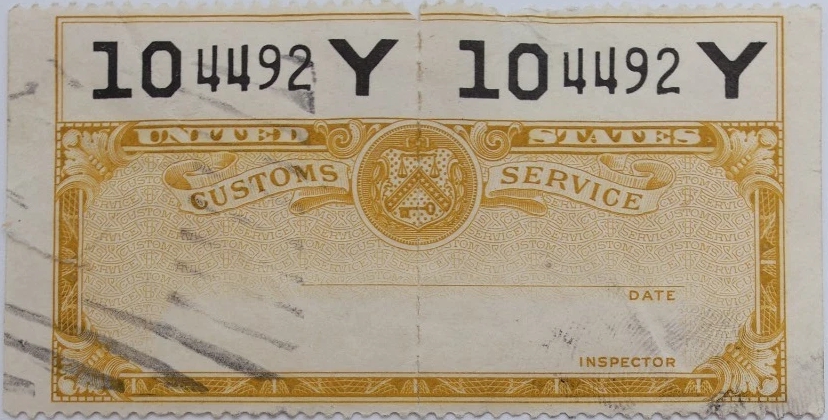 10 4492 Y 10 4492 Y
UNITED STATES
CUSTOMS SERVICE
DATE
INSPECTOR